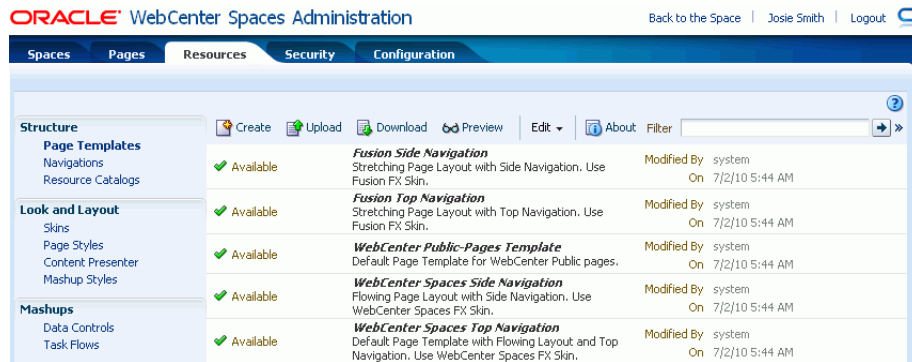 ORACLE WebCenter Spaces Administration
Back to the Space | Josie Smith | Logout
Spaces Pages Resources Security Configuration
Structure
Page Templates
Navigations
Resource Catalogs
Look and Layout
Skins
Page Styles
Content Presenter
Mashup Styles
Mashups
Data Controls
Task Flows
Create Upload Download Preview Edit About Filter
Available
Fusion Side Navigation
Stretching Page Layout with Side Navigation. Use
Fusion FX Skin.
Modified By system
On 7/2/10 5:44 AM
Available
Fusion Top Navigation
Stretching Page Layout with Top Navigation. Use
Fusion FX Skin.
Modified By system
On 7/2/10 5:44 AM
Available
WebCenter Public-Pages Template
Default Page Template for WebCenter Public pages.
Modified By system
On 7/2/10 5:44 AM
Available
WebCenter Spaces Side Navigation
Flowing Page Layout with Side Navigation. Use
WebCenter Spaces FX Skin.
Modified By system
On 7/2/10 5:44 AM
Available
WebCenter Spaces Top Navigation
Default Page Template with Flowing Layout and Top
Navigation. Use WebCenter Spaces FX Skin.
Modified By system
On 7/2/10 5:44 AM